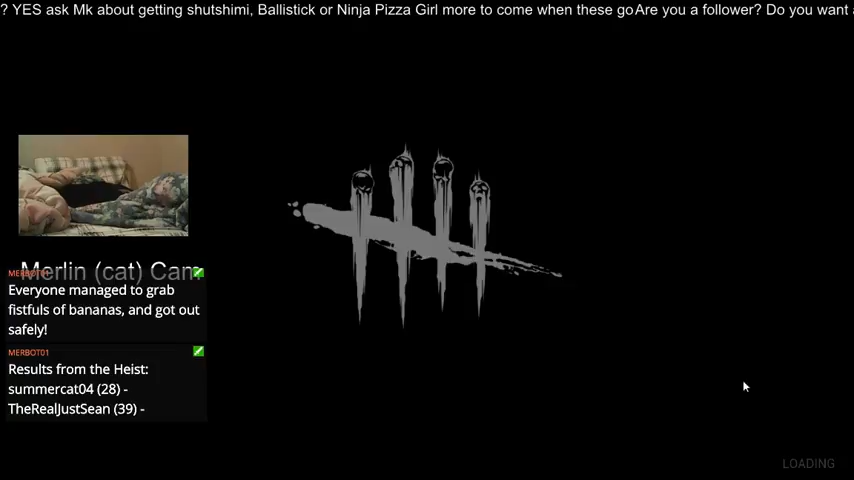 ? YES ask Mk about getting shutshimi, Ballistick or Ninja Pizza Girl more to come when these goAre you a follower? Do you want
Merlin (cat) Cam
MERBOT01
Everyone managed to grab
fistfuls of bananas, and got out
safely!
MERBOT01
Results from the Heist:
summercat04 (28) -
TheRealJustSean (39) -
LOADING